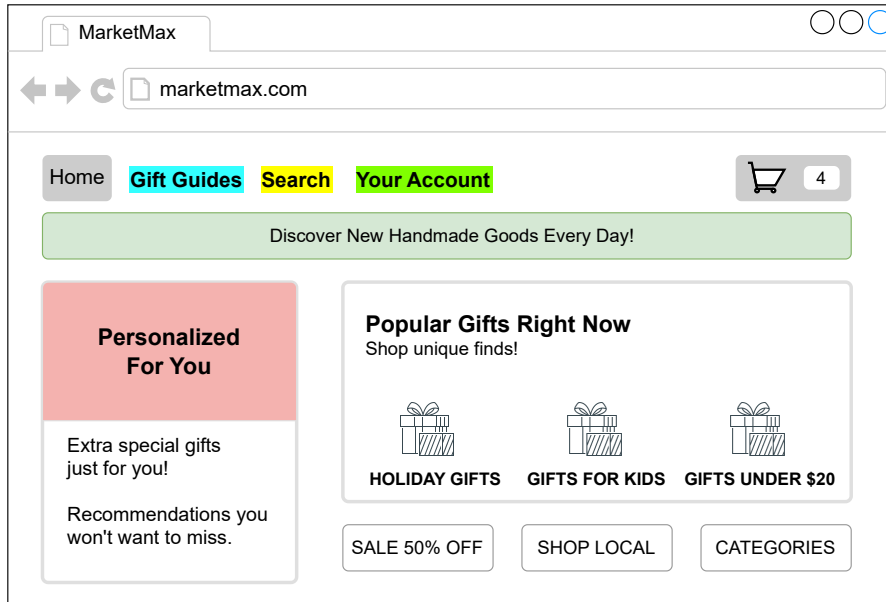 MarketMax
marketmax.com
Home Gift Guides Search Your Account 4
Discover New Handmade Goods Every Day!
Personalized
For You
Extra special gifts
just for you!
Recommendations you
won't want to miss.
Popular Gifts Right Now
Shop unique finds!
HOLIDAY GIFTS GIFTS FOR KIDS GIFTS UNDER $20
SALE 50% OFF SHOP LOCAL CATEGORIES